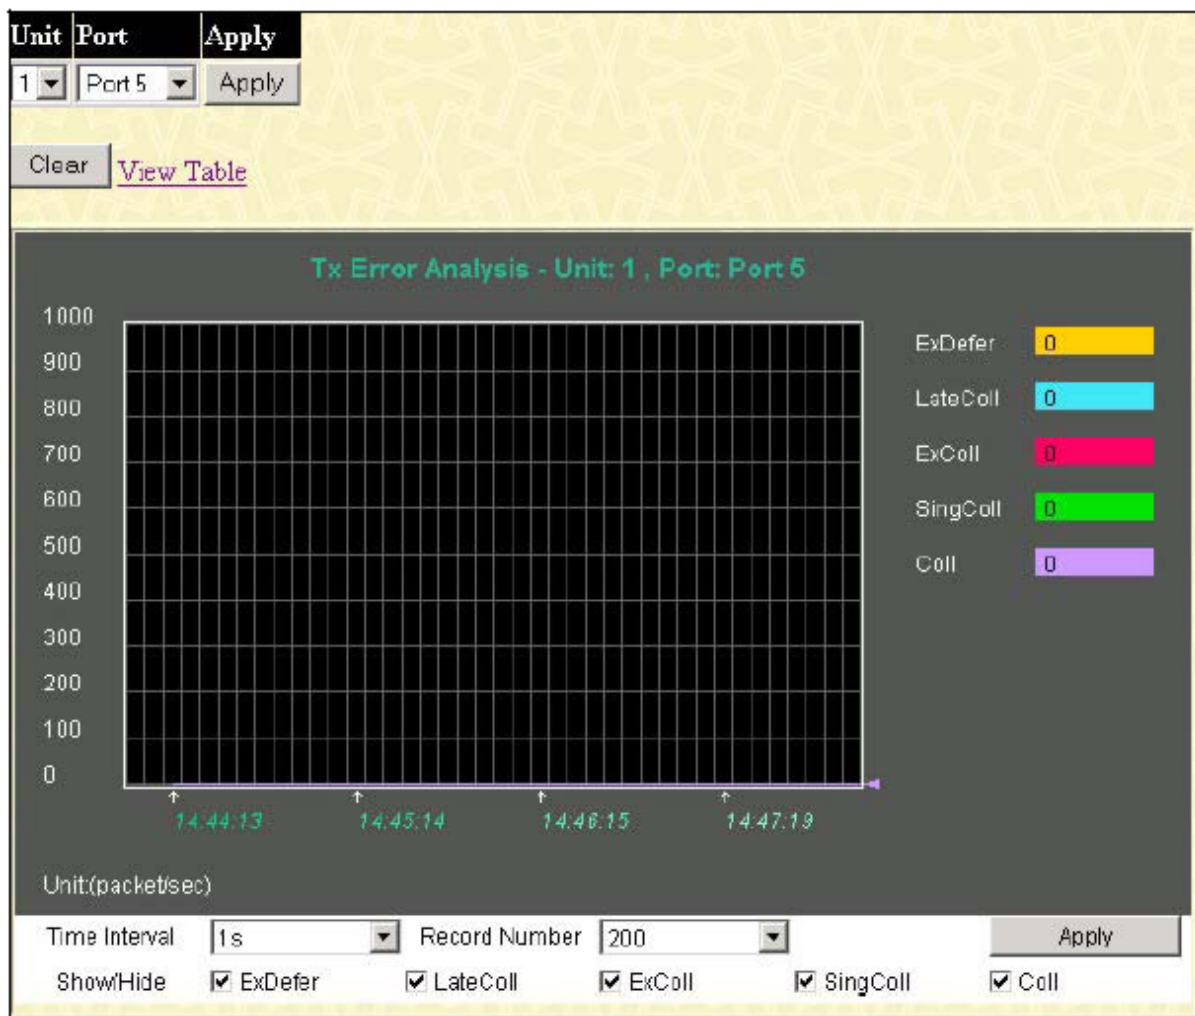 Unit Port Apply
1 Port 5 Apply
Clear View Table
Tx Error Analysis - Unit: 1 , Port: Port 5
1000
900
800
700
600
500
400
300
200
100
0
ExDefer 0
LateColl 0
ExColl 0
SingColl 0
Coll 0
14:44:13 14:45:14 14:46:15 14:47:19
Unit:(packet/sec)
Time Interval 1s Record Number 200 Apply
Show/Hide ExDefer LateColl ExColl SingColl Coll